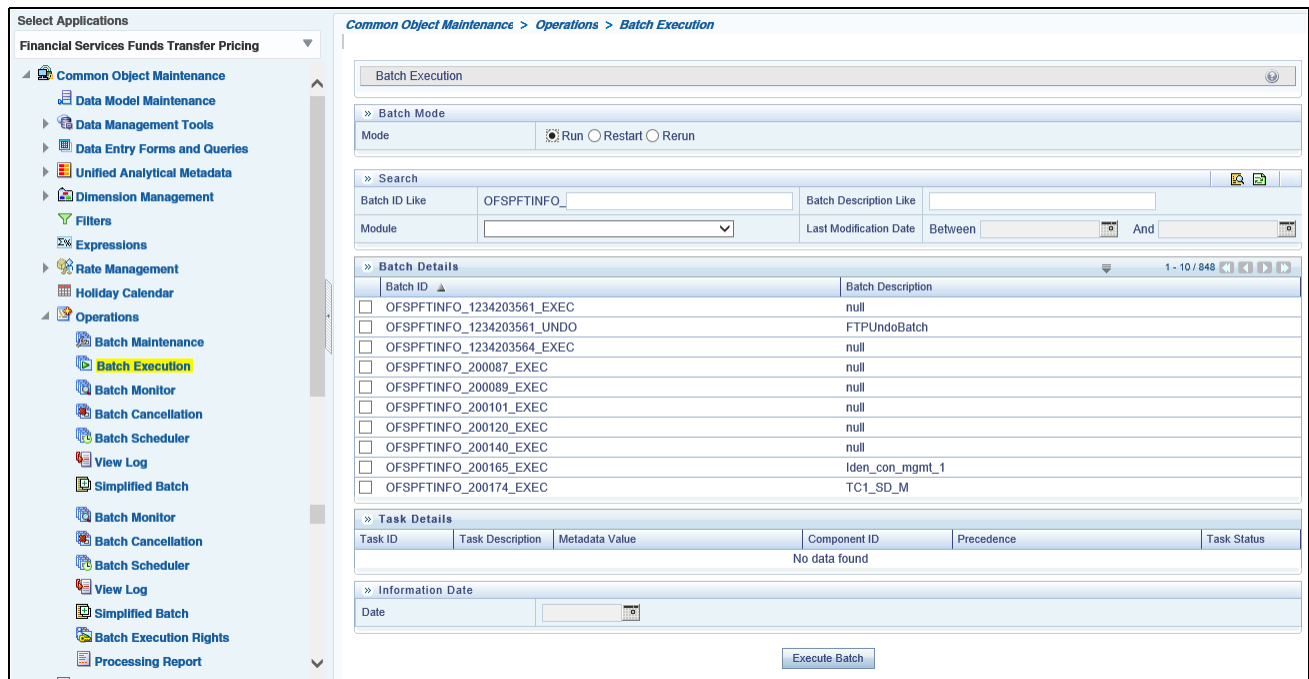 Select Applications
Financial Services Funds Transfer Pricing
Common Object Maintenance
Data Model Maintenance
Data Management Tools
Data Entry Forms and Queries
Unified Analytical Metadata
Dimension Management
Filters
Expressions
Rate Management
Holiday Calendar
Operations
Batch Maintenance
Batch Execution
Batch Monitor
Batch Cancellation
Batch Scheduler
View Log
Simplified Batch
Batch Monitor
Batch Cancellation
Batch Scheduler
View Log
Simplified Batch
Batch Execution Rights
Processing Report
Common Object Maintenance > Operations > Batch Execution
Batch Execution
» Batch Mode
Mode Run Restart Rerun
» Search
Batch ID Like OFSPFTINFO_ Batch Description Like
Module Last Modification Date Between And
» Batch Details 1 - 10 / 848
Batch ID Batch Description
OFSPFTINFO_1234203561_EXEC null
OFSPFTINFO_1234203561_UNDO FTPUndoBatch
OFSPFTINFO_1234203564_EXEC null
OFSPFTINFO_200087_EXEC null
OFSPFTINFO_200089_EXEC null
OFSPFTINFO_200101_EXEC null
OFSPFTINFO_200120_EXEC null
OFSPFTINFO_200140_EXEC null
OFSPFTINFO_200165_EXEC Iden_con_mgmt_1
OFSPFTINFO_200174_EXEC TC1_SD_M
» Task Details
Task ID Task Description Metadata Value Component ID Precedence Task Status
No data found
» Information Date
Date
Execute Batch